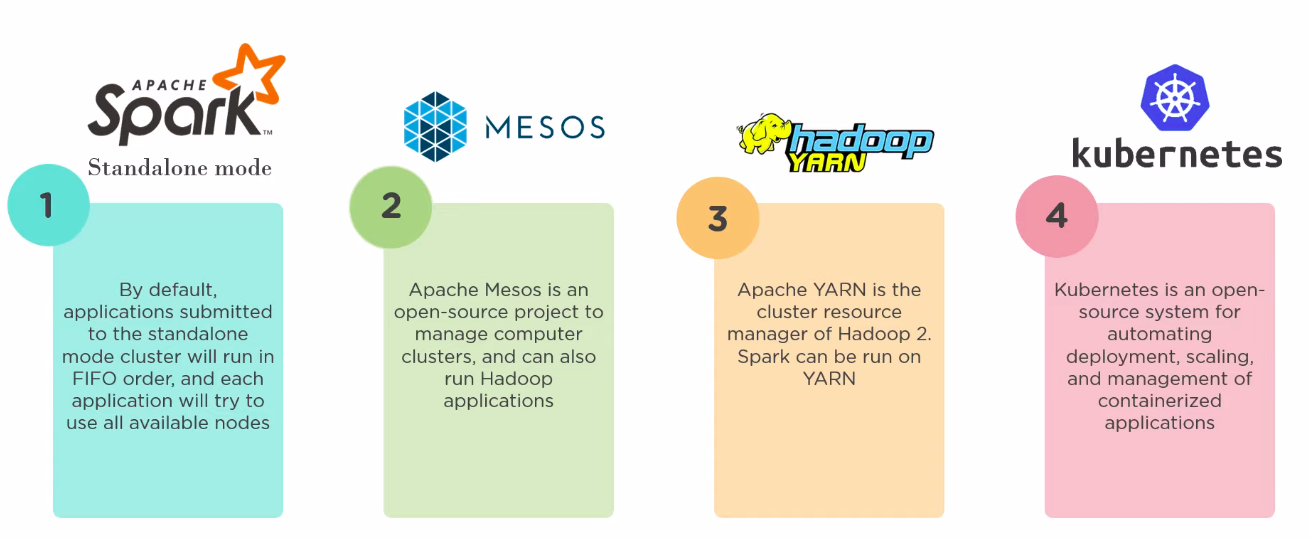 APACHE
Spark™
Standalone mode
1
By default,
applications submitted
to the standalone
mode cluster will run in
FIFO order, and each
application will try to
use all available nodes
MESOS
2
Apache Mesos is an
open-source project to
manage computer
clusters, and can also
run Hadoop
applications
hadoop
YARN
3
Apache YARN is the
cluster resource
manager of Hadoop 2.
Spark can be run on
YARN
kubernetes
4
Kubernetes is an open-
source system for
automating
deployment, scaling,
and management of
containerized
applications